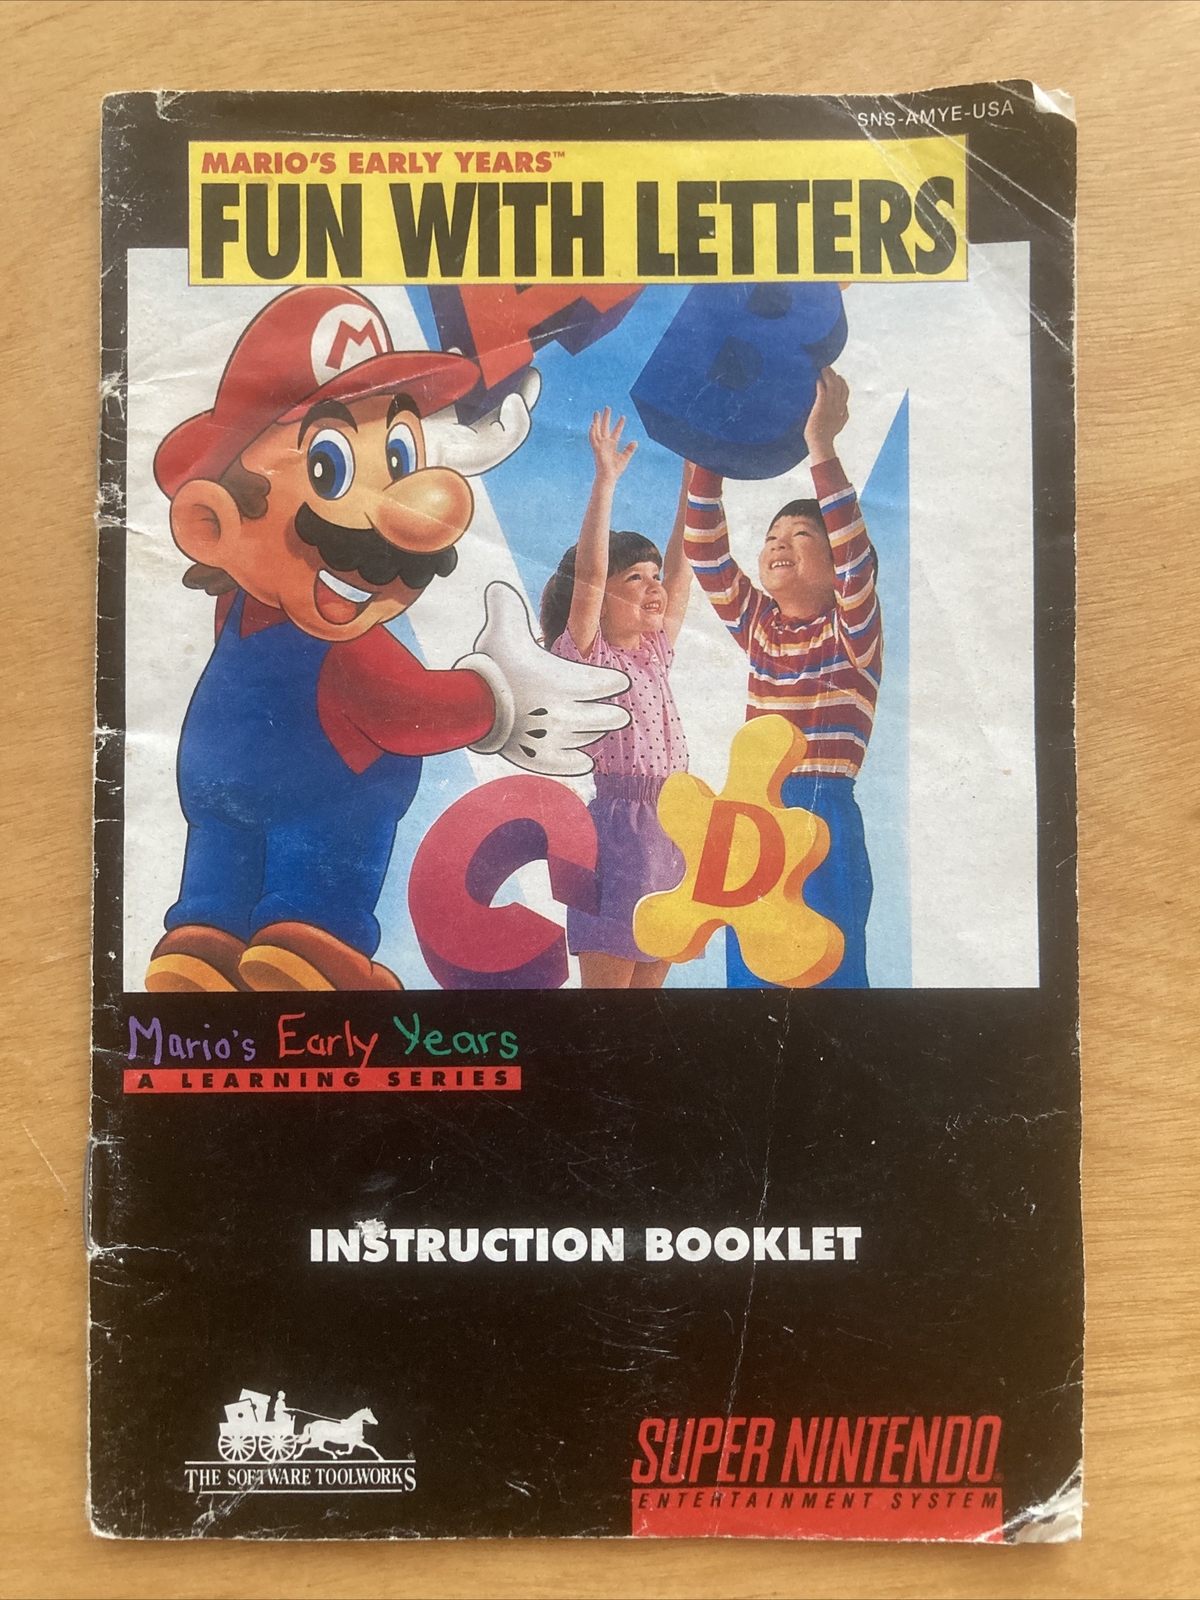 SNS-AMYE-USA
MARIO'S EARLY YEARS™
FUN WITH LETTERS
M
A B
C D
Mario's Early Years
A LEARNING SERIES
INSTRUCTION BOOKLET
THE SOFTWARE TOOLWORKS
SUPER NINTENDO
ENTERTAINMENT SYSTEM